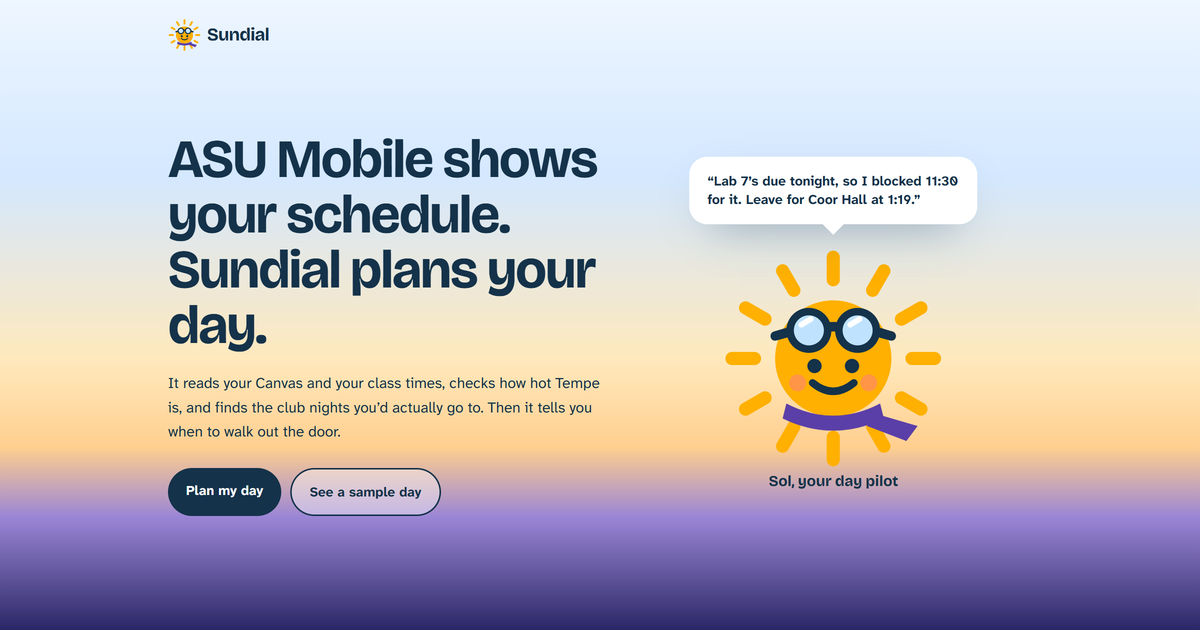 Sundial
ASU Mobile shows
your schedule.
Sundial plans your
day.
It reads your Canvas and your class times, checks how hot Tempe
is, and finds the club nights you’d actually go to. Then it tells you
when to walk out the door.
Plan my day
See a sample day
“Lab 7’s due tonight, so I blocked 11:30
for it. Leave for Coor Hall at 1:19.”
Sol, your day pilot